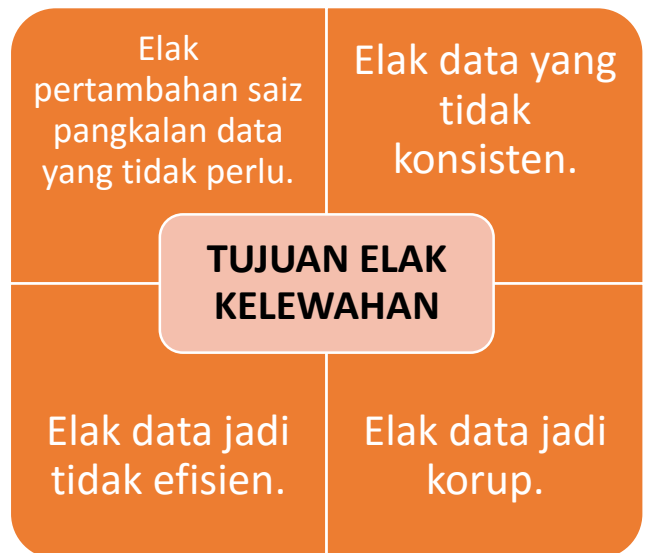 Elak
pertambahan saiz
pangkalan data
yang tidak perlu.
Elak data yang
tidak
konsisten.
TUJUAN ELAK
KELEWAHAN
Elak data jadi
tidak efisien.
Elak data jadi
korup.